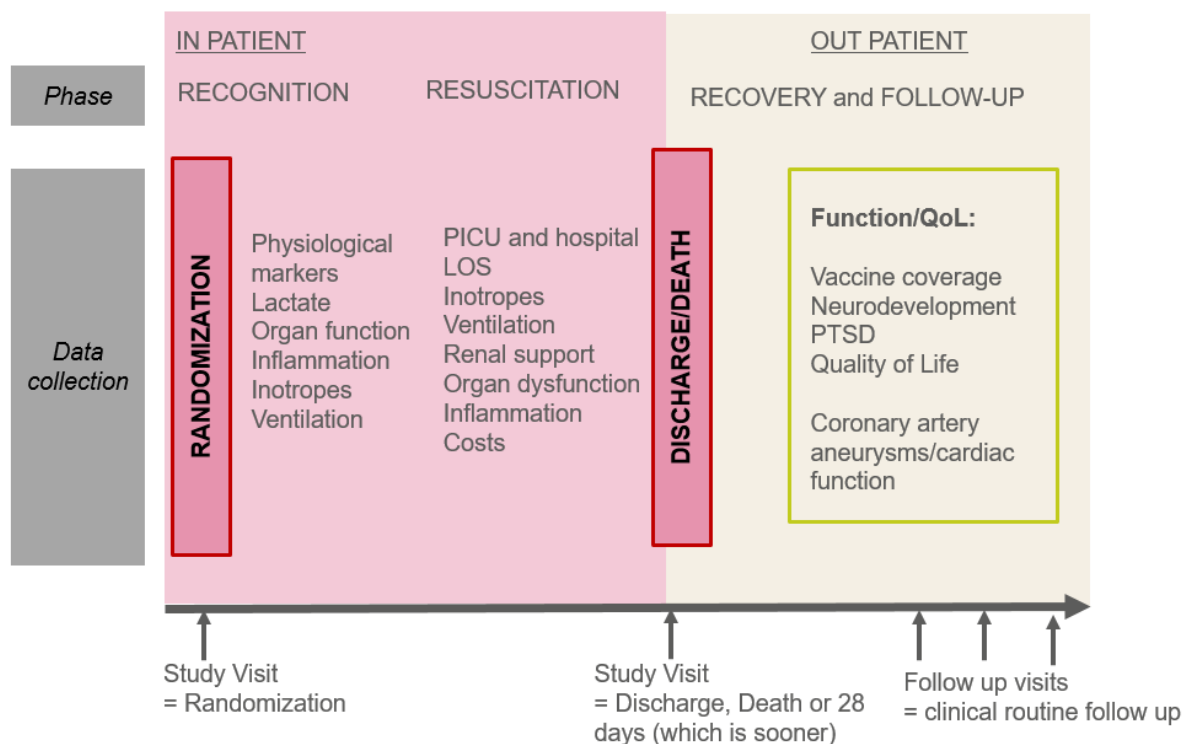 IN PATIENT
OUT PATIENT
Phase
RECOGNITION
RESUSCITATION
RECOVERY and FOLLOW-UP
Data
collection
RANDOMIZATION
Physiological
markers
Lactate
Organ function
Inflammation
Inotropes
Ventilation
PICU and hospital
LOS
Inotropes
Ventilation
Renal support
Organ dysfunction
Inflammation
Costs
DISCHARGE/DEATH
Function/QoL:
Vaccine coverage
Neurodevelopment
PTSD
Quality of Life
Coronary artery
aneurysms/cardiac
function
Study Visit
= Randomization
Study Visit
= Discharge, Death or 28
days (which is sooner)
Follow up visits
= clinical routine follow up